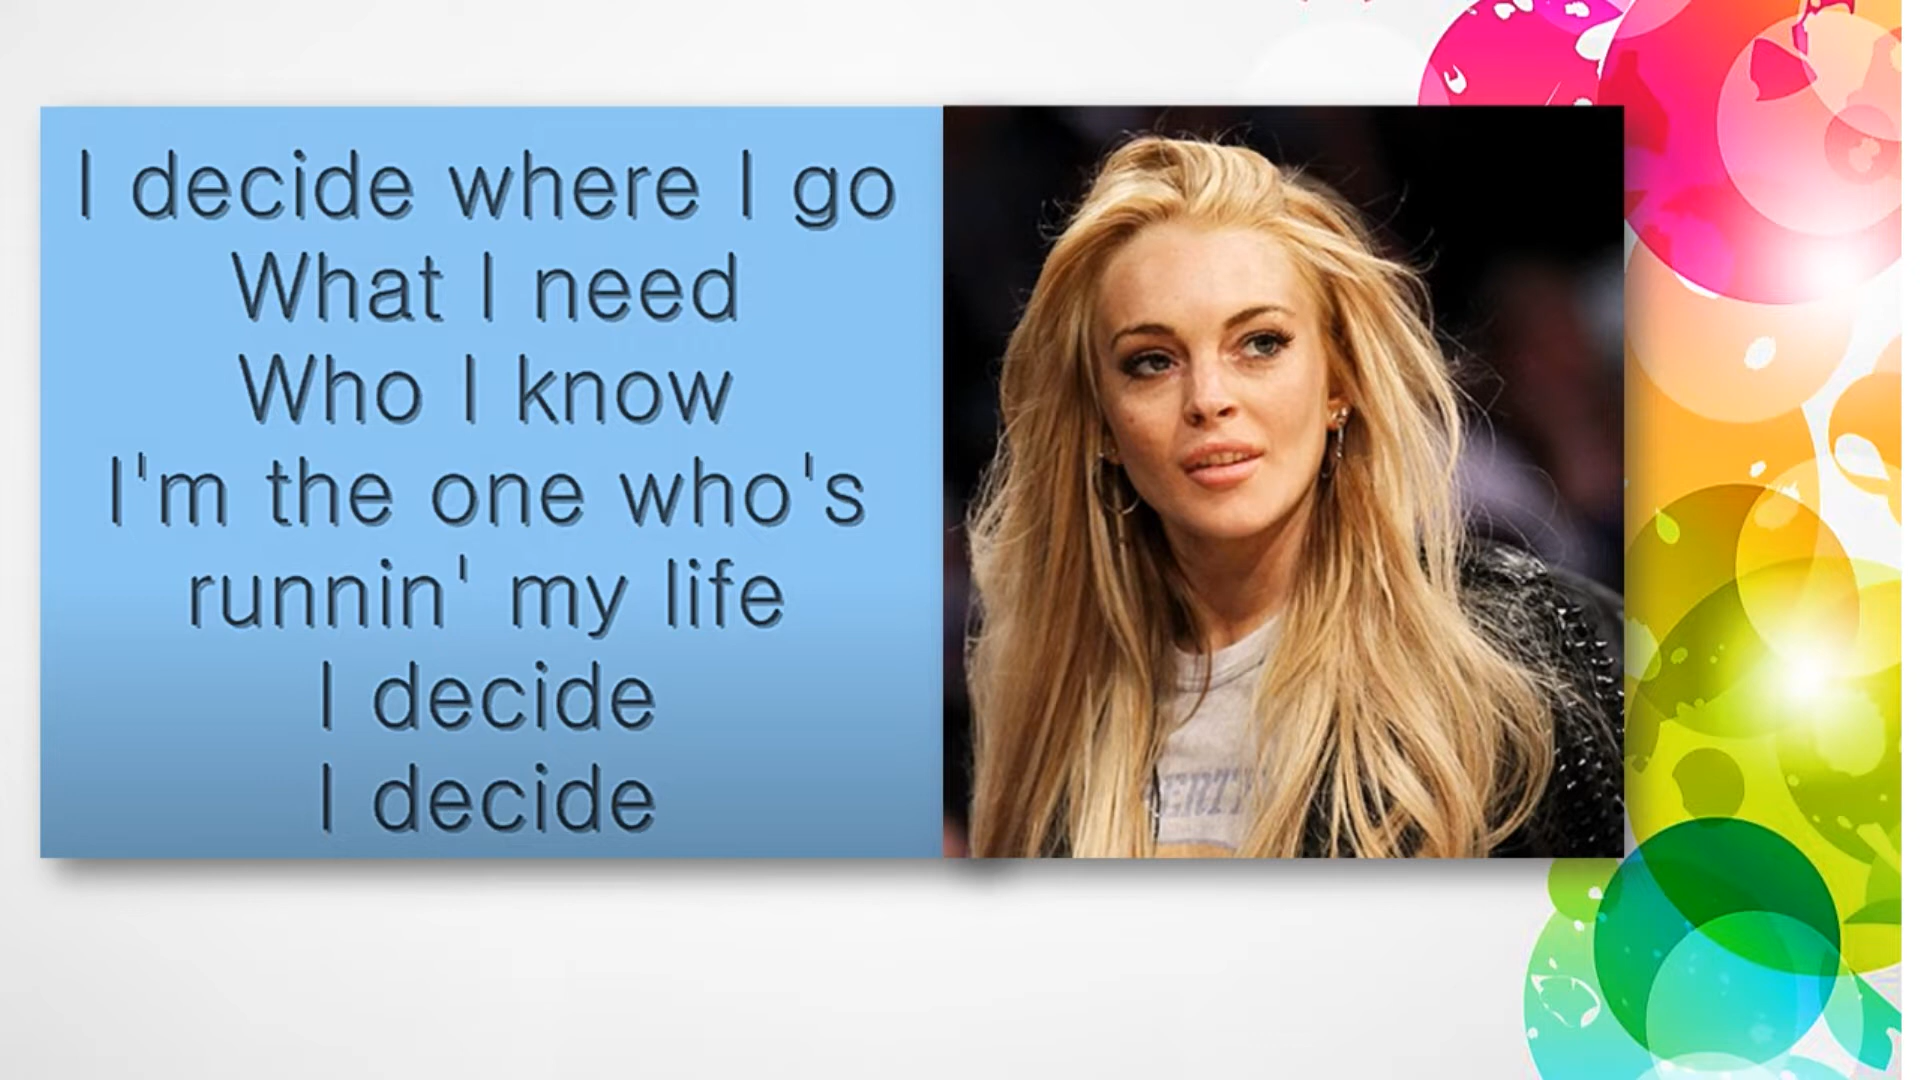 I decide where I go
What I need
Who I know
I'm the one who's
runnin' my life
I decide
I decide